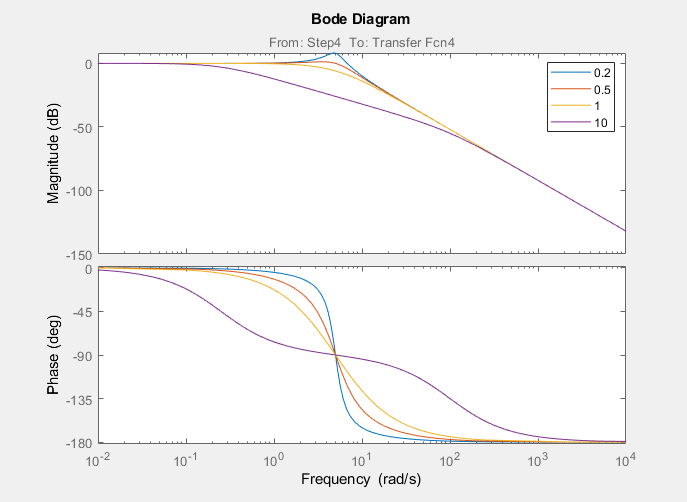 Bode Diagram
From: Step4 To: Transfer Fcn4
Magnitude (dB)
0
-50
-100
-150
0.2
0.5
1
10
Phase (deg)
0
-45
-90
-135
-180
10^-2 10^-1 10^0 10^1 10^2 10^3 10^4
Frequency (rad/s)